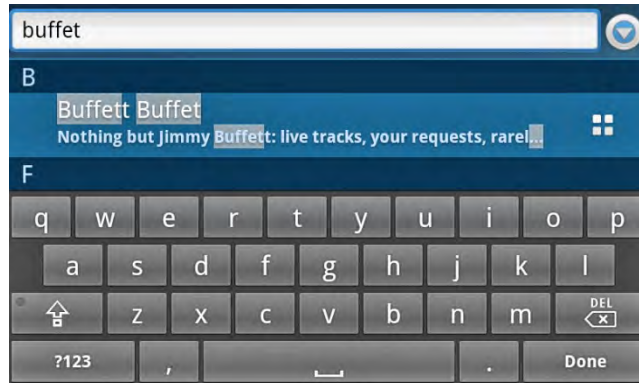 buffet
B
Buffett Buffet
Nothing but Jimmy Buffett: live tracks, your requests, rarel...
F
q w e r t y u i o p
a s d f g h j k l
z x c v b n m DEL
?123 , . Done